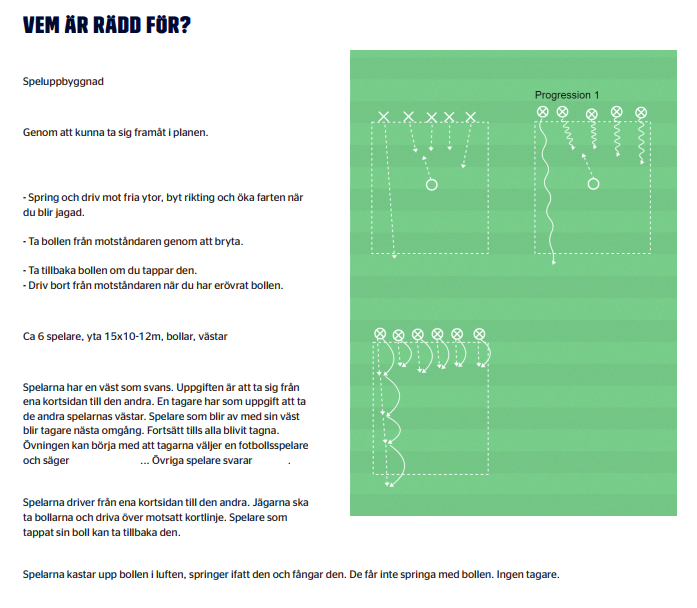 VEM ÄR RÄDD FÖR?
Speluppbyggnad
Genom att kunna ta sig framåt i planen.
- Spring och driv mot fria ytor, byt rikting och öka farten när
du blir jagad.
- Ta bollen från motståndaren genom att bryta.
- Ta tillbaka bollen om du tappar den.
- Driv bort från motståndaren när du har erövrat bollen.
Ca 6 spelare, yta 15x10-12m, bollar, västar
Spelarna har en väst som svans. Uppgiften är att ta sig från
ena kortsidan till den andra. En tagare har som uppgift att ta
de andra spelarnas västar. Spelare som blir av med sin väst
blir tagare nästa omgång. Fortsätt tills alla blivit tagna.
Övningen kan börja med att tagarna väljer en fotbollsspelare
och säger ... Övriga spelare svarar .
Spelarna driver från ena kortsidan till den andra. Jägarna ska
ta bollarna och driva över motsatt kortlinje. Spelare som
tappat sin boll kan ta tillbaka den.
Spelarna kastar upp bollen i luften, springer ifatt den och fångar den. De får inte springa med bollen. Ingen tagare.
Progression 1